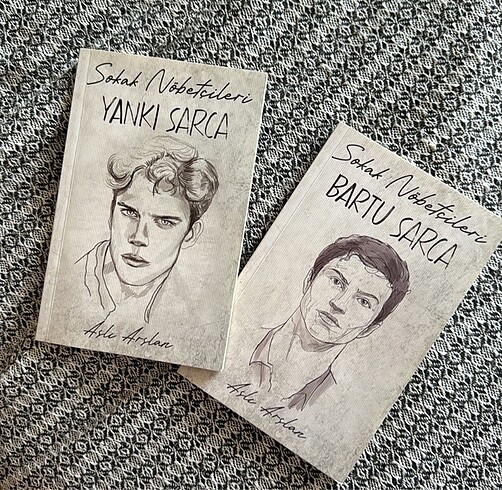 Sokak Nöbetçileri
YANKI SARCA
Aslı Arslan
Sokak Nöbetçileri
BARTU SARCA
Aslı Arslan